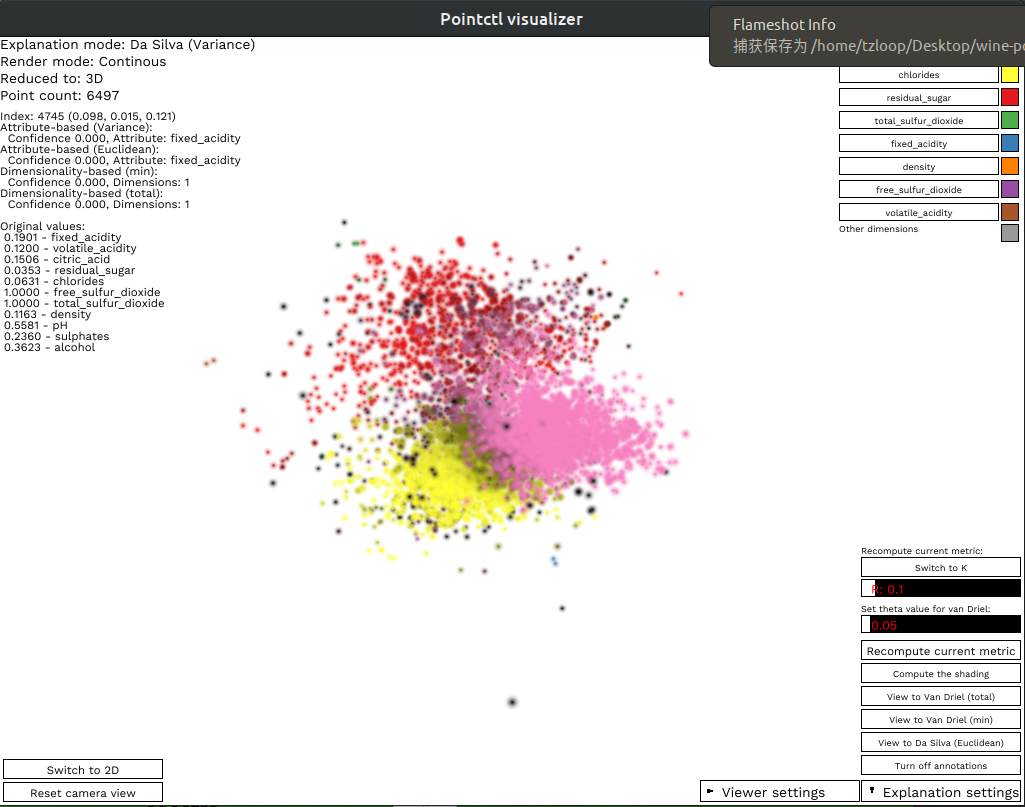 Pointctl visualizer
Flameshot Info
捕获保存为 /home/tzloop/Desktop/wine-p
Explanation mode: Da Silva (Variance)
Render mode: Continous
Reduced to: 3D
Point count: 6497
Index: 4745 (0.098, 0.015, 0.121)
Attribute-based (Variance):
Confidence 0.000, Attribute: fixed_acidity
Attribute-based (Euclidean):
Confidence 0.000, Attribute: fixed_acidity
Dimensionality-based (min):
Confidence 0.000, Dimensions: 1
Dimensionality-based (total):
Confidence 0.000, Dimensions: 1
Original values:
0.1901 - fixed_acidity
0.1200 - volatile_acidity
0.1506 - citric_acid
0.0353 - residual_sugar
0.0631 - chlorides
1.0000 - free_sulfur_dioxide
1.0000 - total_sulfur_dioxide
0.1163 - density
0.5581 - pH
0.2360 - sulphates
0.3623 - alcohol
chlorides
residual_sugar
total_sulfur_dioxide
fixed_acidity
density
free_sulfur_dioxide
volatile_acidity
Other dimensions
Recompute current metric:
Switch to K
R: 0.1
Set theta value for van Driel:
0.05
Recompute current metric
Compute the shading
View to Van Driel (total)
View to Van Driel (min)
View to Da Silva (Euclidean)
Turn off annotations
Switch to 2D
Reset camera view
Viewer settings
Explanation settings